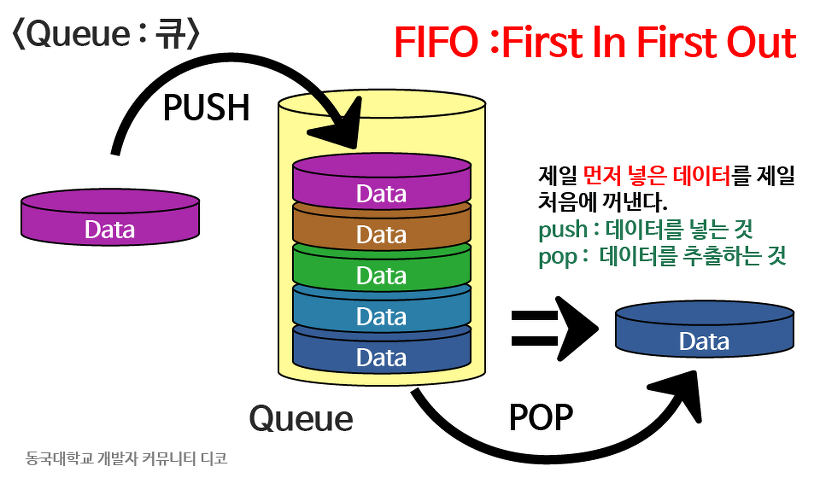 <Queue : 큐>
FIFO :First In First Out
PUSH
Data
Data
Data
Data
Data
Data
제일 먼저 넣은 데이터를 제일
처음에 꺼낸다.
push : 데이터를 넣는 것
pop : 데이터를 추출하는 것
Data
Queue
POP
동국대학교 개발자 커뮤니티 디코